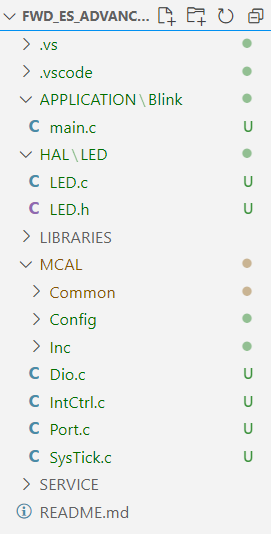 FWD_ES_ADVANC...
.vs
.vscode
APPLICATION \ Blink
C main.c U
HAL \ LED
C LED.c U
C LED.h U
LIBRARIES
MCAL
Common
Config
Inc
C Dio.c U
C IntCtrl.c U
C Port.c U
C SysTick.c U
SERVICE
README.md